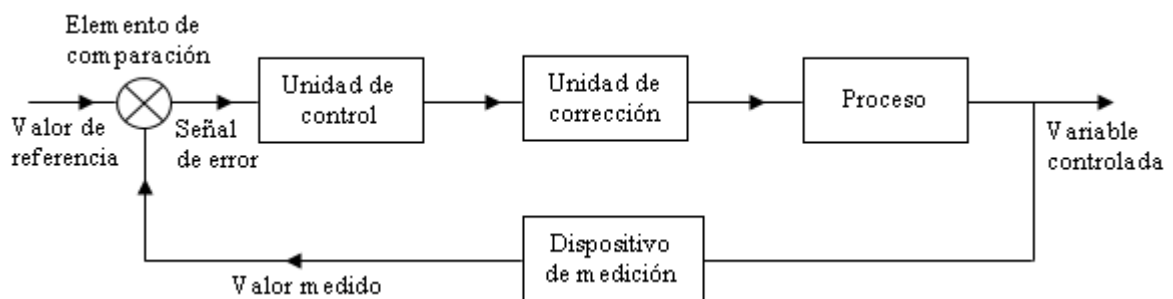 Elemento de
comparación
Unidad de
control
Unidad de
corrección
Proceso
Valor de
referencia
Señal
de error
Variable
controlada
Dispositivo
de medición
Valor medido